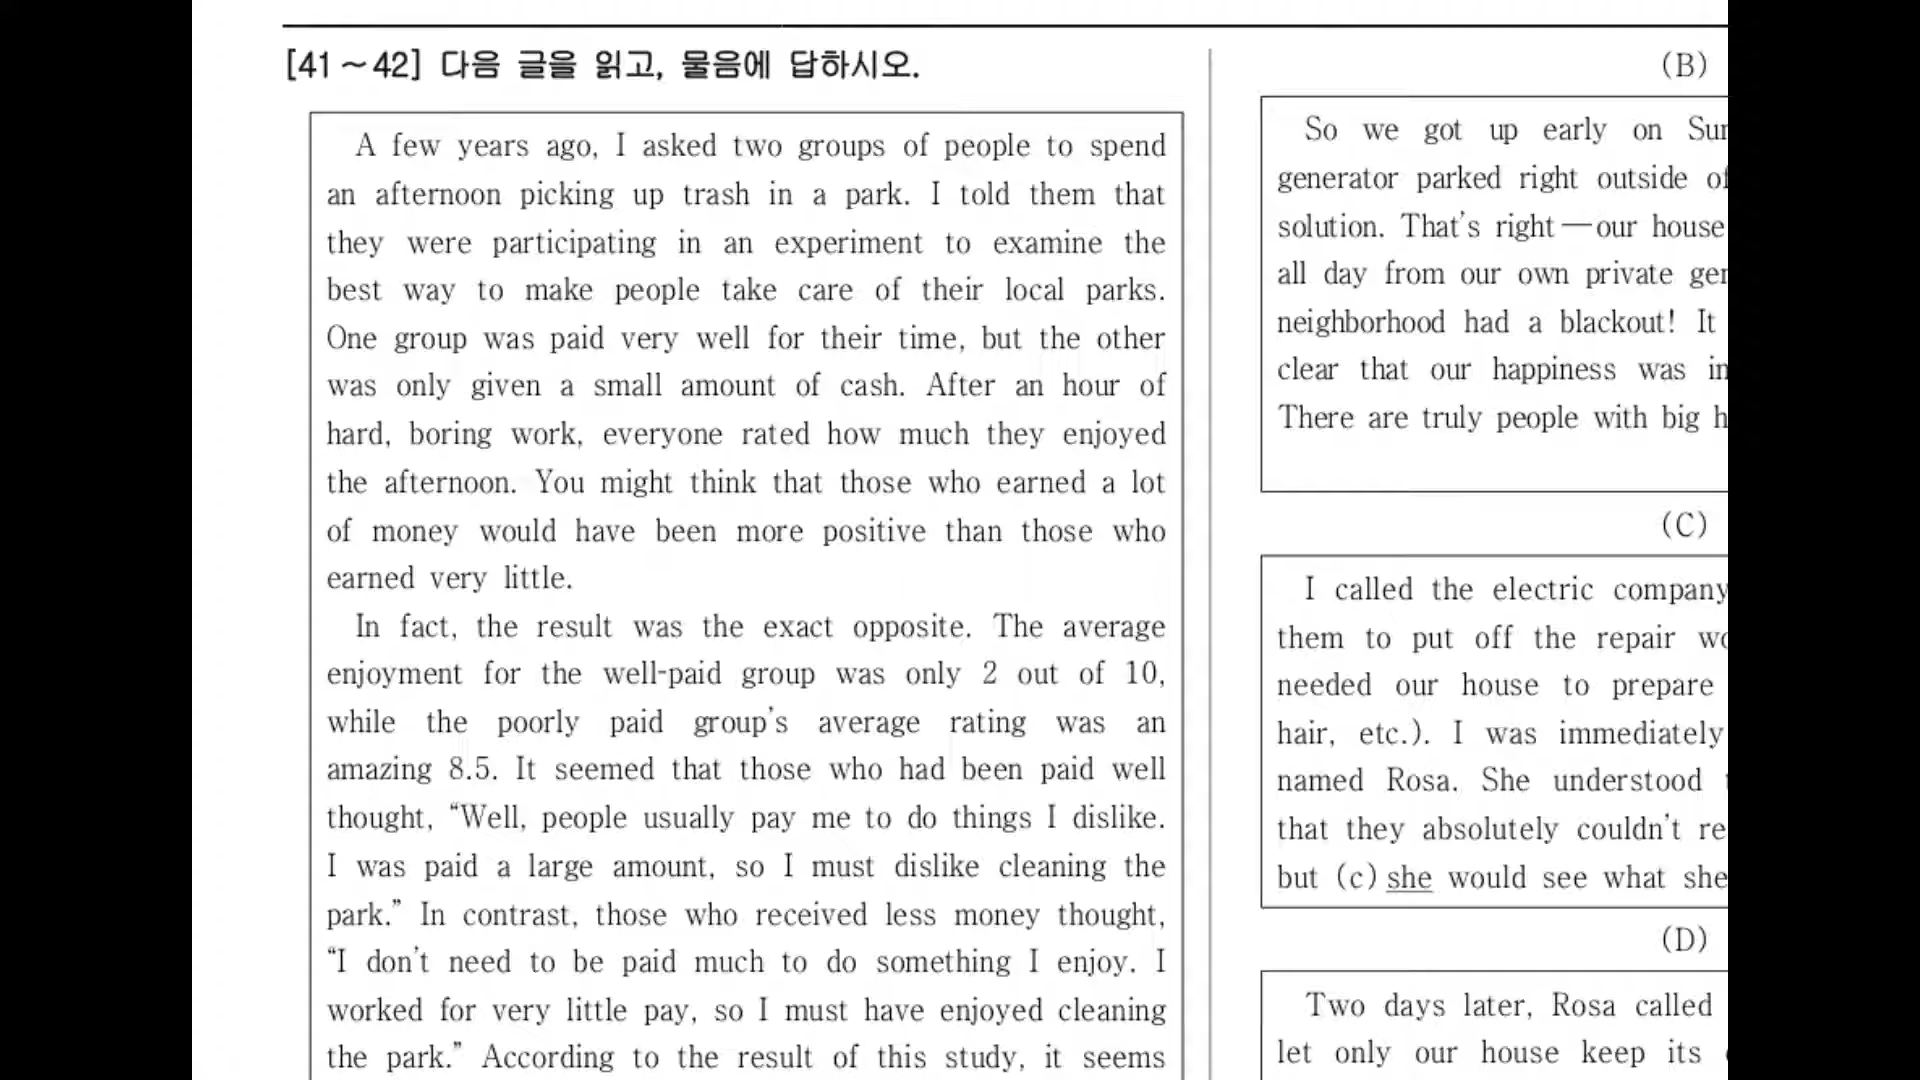 [41～42] 다음 글을 읽고, 물음에 답하시오.
A few years ago, I asked two groups of people to spend
an afternoon picking up trash in a park. I told them that
they were participating in an experiment to examine the
best way to make people take care of their local parks.
One group was paid very well for their time, but the other
was only given a small amount of cash. After an hour of
hard, boring work, everyone rated how much they enjoyed
the afternoon. You might think that those who earned a lot
of money would have been more positive than those who
earned very little.
In fact, the result was the exact opposite. The average
enjoyment for the well-paid group was only 2 out of 10,
while the poorly paid group's average rating was an
amazing 8.5. It seemed that those who had been paid well
thought, “Well, people usually pay me to do things I dislike.
I was paid a large amount, so I must dislike cleaning the
park.” In contrast, those who received less money thought,
“I don't need to be paid much to do something I enjoy. I
worked for very little pay, so I must have enjoyed cleaning
the park.” According to the result of this study, it seems
(B)
So we got up early on
generator parked right outside
solution. That's right—our house
all day from our own private
neighborhood had a blackout! It
clear that our happiness was
There are truly people with big
(C)
I called the electric company
them to put off the repair
needed our house to prepare
hair, etc.). I was immediately
named Rosa. She understood
that they absolutely couldn't
but (c) she would see what she
(D)
Two days later, Rosa called
let only our house keep its